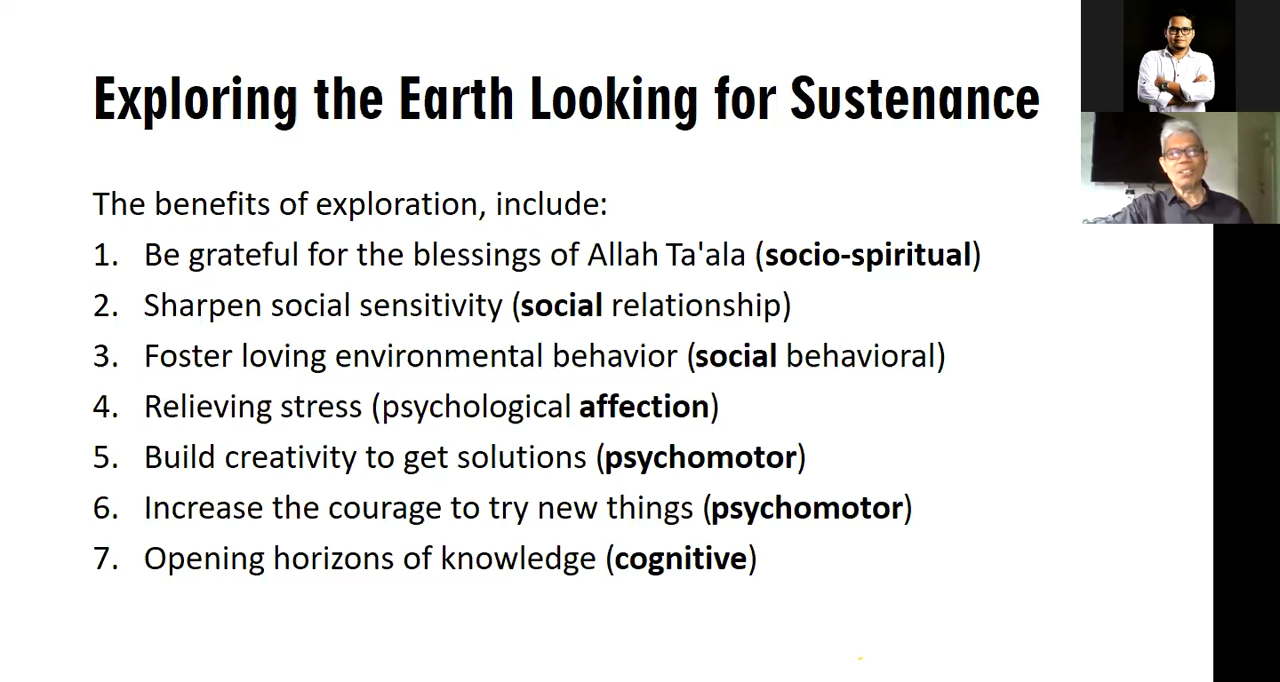 Exploring the Earth Looking for Sustenance
The benefits of exploration, include:
1. Be grateful for the blessings of Allah Ta'ala (socio-spiritual)
2. Sharpen social sensitivity (social relationship)
3. Foster loving environmental behavior (social behavioral)
4. Relieving stress (psychological affection)
5. Build creativity to get solutions (psychomotor)
6. Increase the courage to try new things (psychomotor)
7. Opening horizons of knowledge (cognitive)